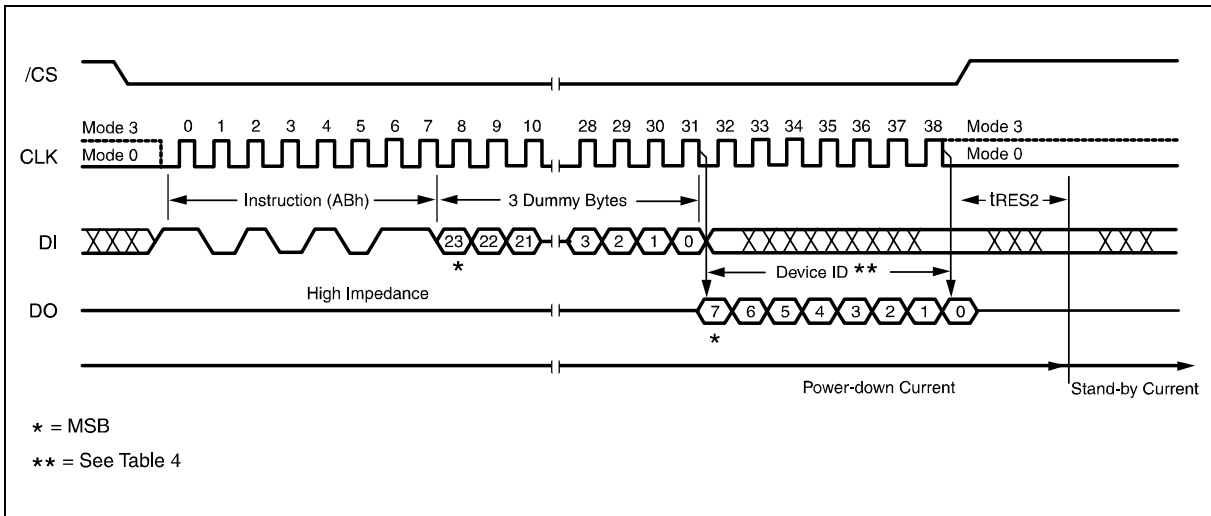 /CS
Mode 3 0 1 2 3 4 5 6 7 8 9 10 28 29 30 31 32 33 34 35 36 37 38 Mode 3
CLK
Mode 0 Mode 0
Instruction (ABh) 3 Dummy Bytes tRES2
DI 23 22 21 3 2 1 0
* Device ID **
High Impedance
DO 7 6 5 4 3 2 1 0
*
Power-down Current Stand-by Current
* = MSB
** = See Table 4